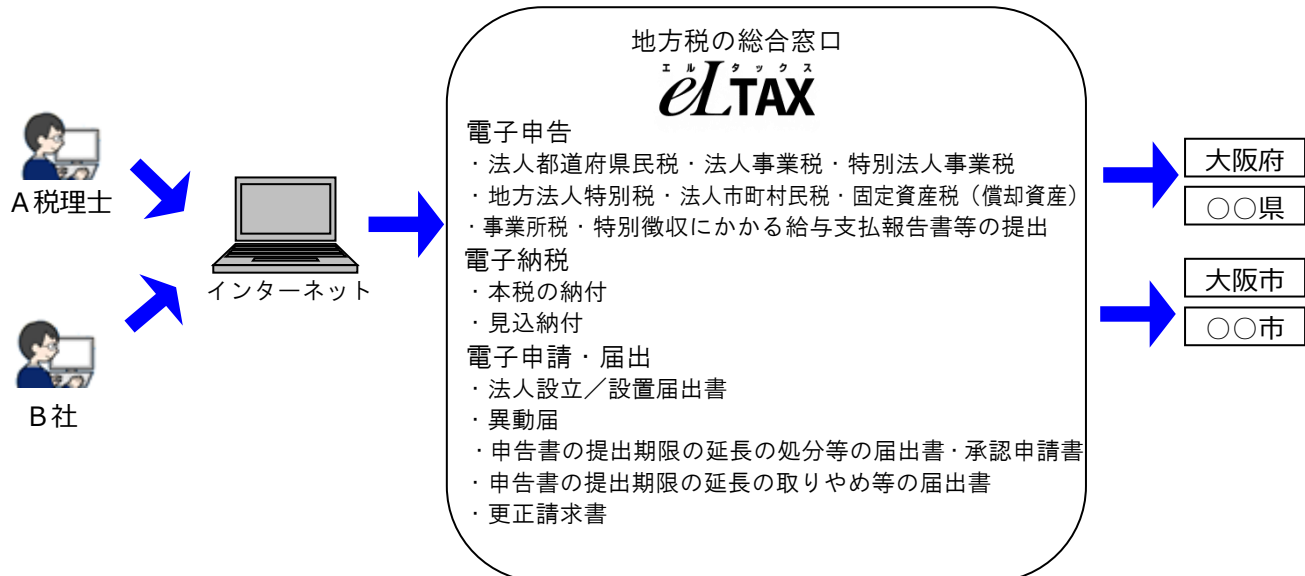 地方税の総合窓口
エルタックス
eLTAX
電子申告
・法人都道府県民税・法人事業税・特別法人事業税
・地方法人特別税・法人市町村民税・固定資産税（償却資産）
・事業所税・特別徴収にかかる給与支払報告書等の提出
電子納税
・本税の納付
・見込納付
電子申請・届出
・法人設立／設置届出書
・異動届
・申告書の提出期限の延長の処分等の届出書・承認申請書
・申告書の提出期限の延長の取りやめ等の届出書
・更正請求書
A税理士
B社
インターネット
大阪府
○○県
大阪市
○○市